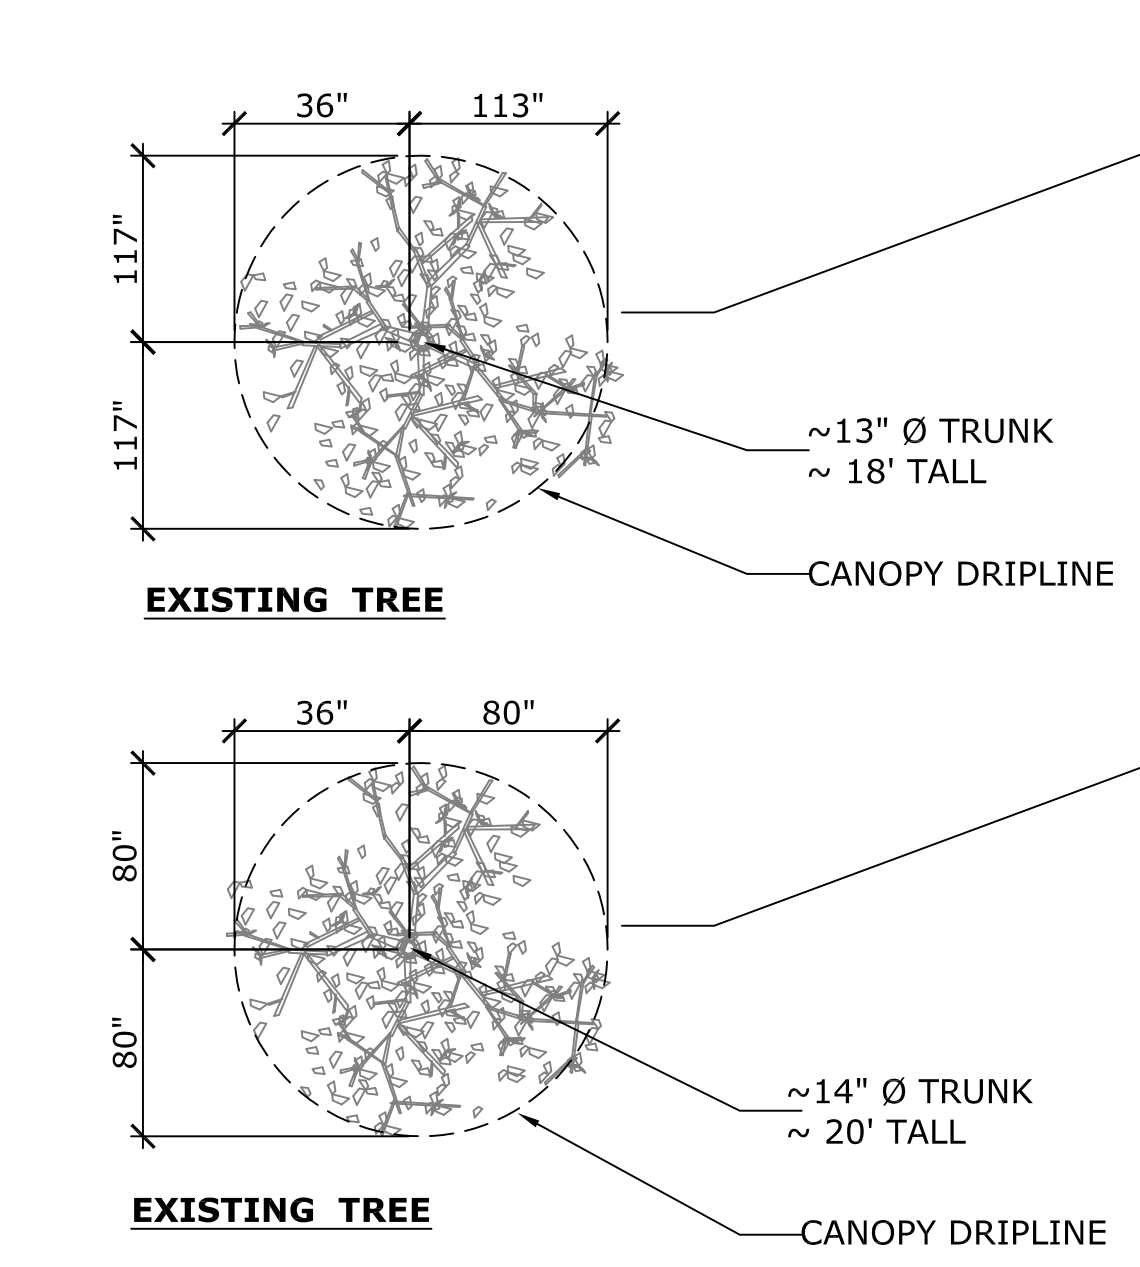 36" 113"
117"
117"
~13" Ø TRUNK
~ 18' TALL
CANOPY DRIPLINE
EXISTING TREE
36" 80"
80"
80"
~14" Ø TRUNK
~ 20' TALL
CANOPY DRIPLINE
EXISTING TREE